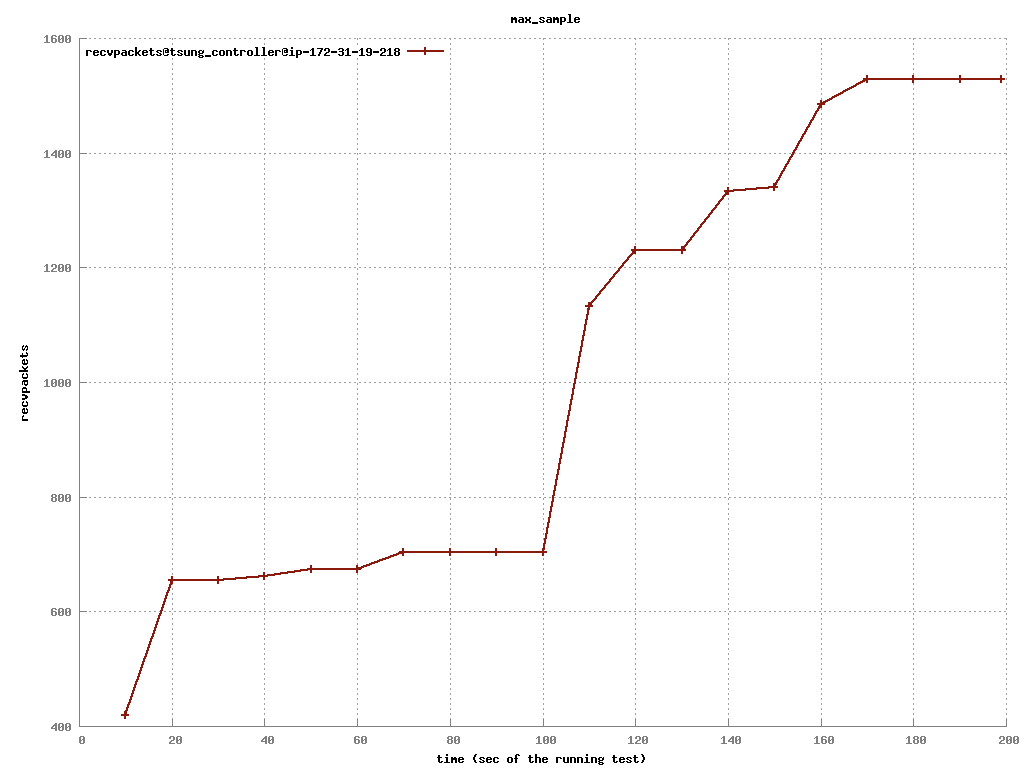 max_sample
recvpackets@tsung_controller@ip-172-31-19-218
1600
1400
1200
1000
800
600
400
recvpackets
0 20 40 60 80 100 120 140 160 180 200
time (sec of the running test)